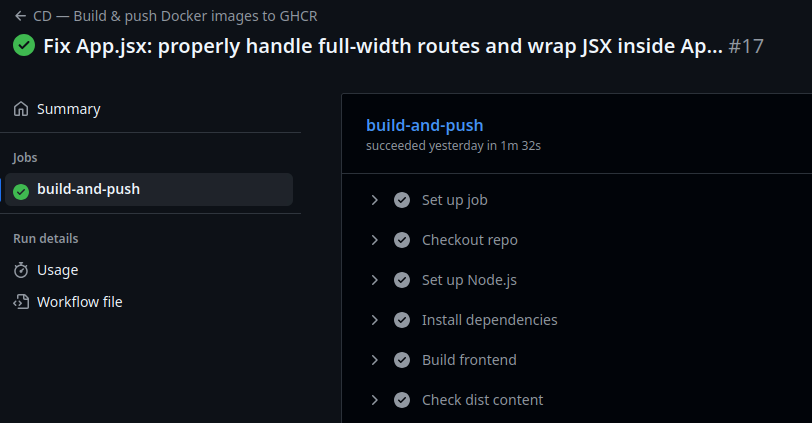 CD — Build & push Docker images to GHCR
Fix App.jsx: properly handle full-width routes and wrap JSX inside Ap... #17
Summary
Jobs
build-and-push
Run details
Usage
Workflow file
build-and-push
succeeded yesterday in 1m 32s
Set up job
Checkout repo
Set up Node.js
Install dependencies
Build frontend
Check dist content